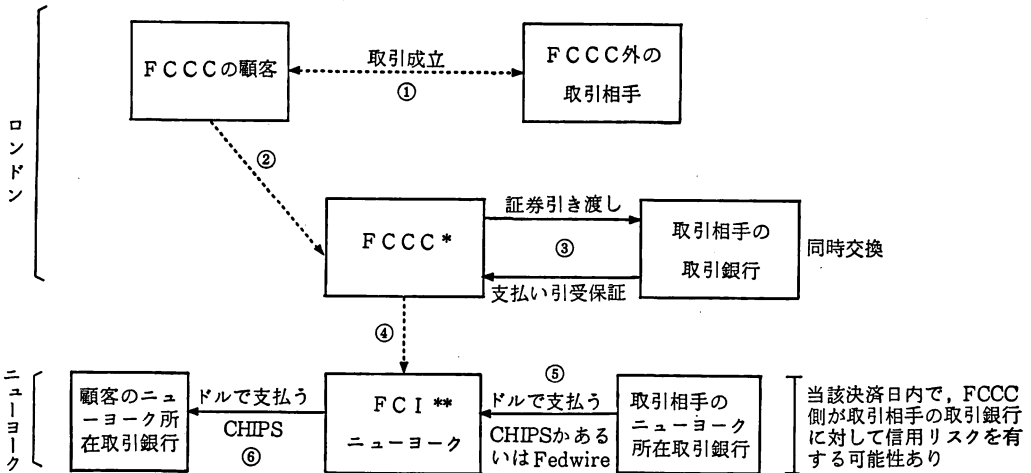 ロンドン
FCCCの顧客
取引成立
①
FCCC外の
取引相手
②
FCCC*
証券引き渡し
③
支払い引受保証
取引相手の
取引銀行
同時交換
④
ニューヨーク
顧客のニュ
ーヨーク所
在取引銀行
ドルで支払う
CHIPS
⑥
FCI**
ニューヨーク
⑤
ドルで支払う
CHIPSかある
いはFedwire
取引相手の
ニューヨーク
所在取引銀行
当該決済日内で，FCCC
側が取引相手の取引銀行
に対して信用リスクを有
する可能性あり